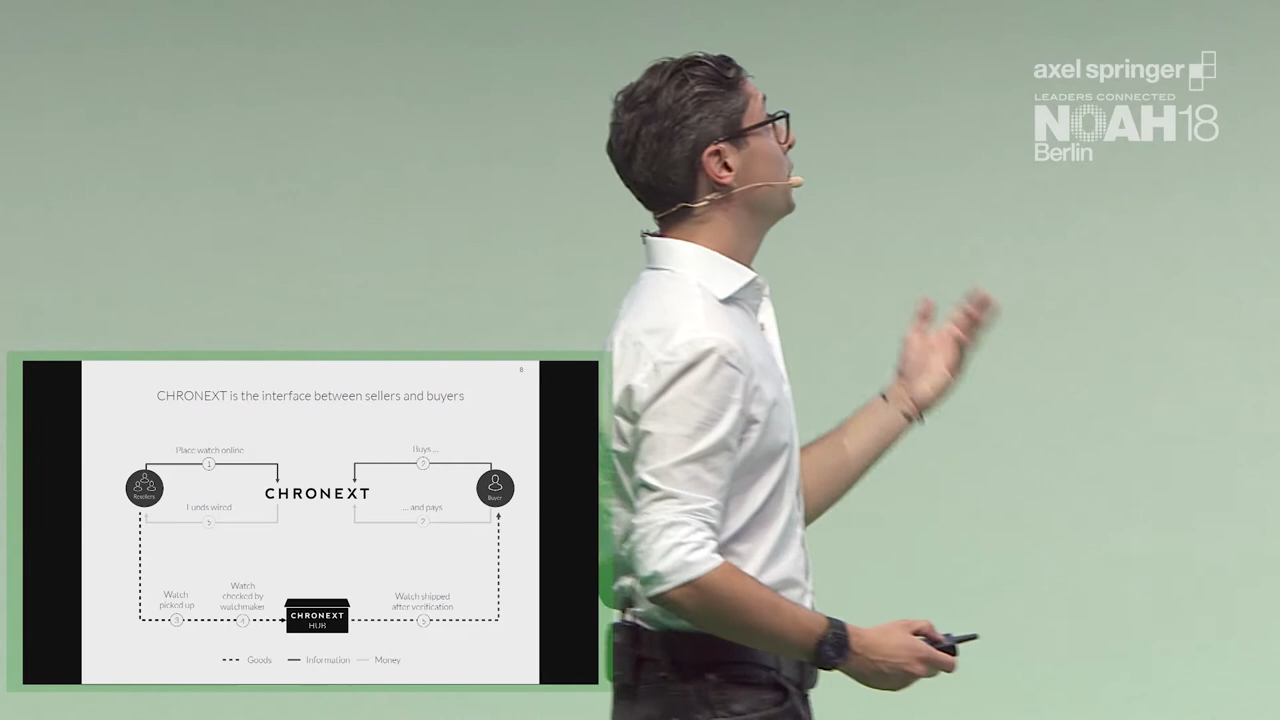 axel springer
LEADERS CONNECTED
NOAH18
Berlin
8
CHRONEXT is the interface between sellers and buyers
Place watch online
1
Buys ...
2
Resellers
CHRONEXT
Buyer
Funds wired
5
... and pays
2
Watch
picked up
3
Watch
checked by
watchmaker
4
CHRONEXT
HUB
Watch shipped
after verification
5
Goods
Information
Money